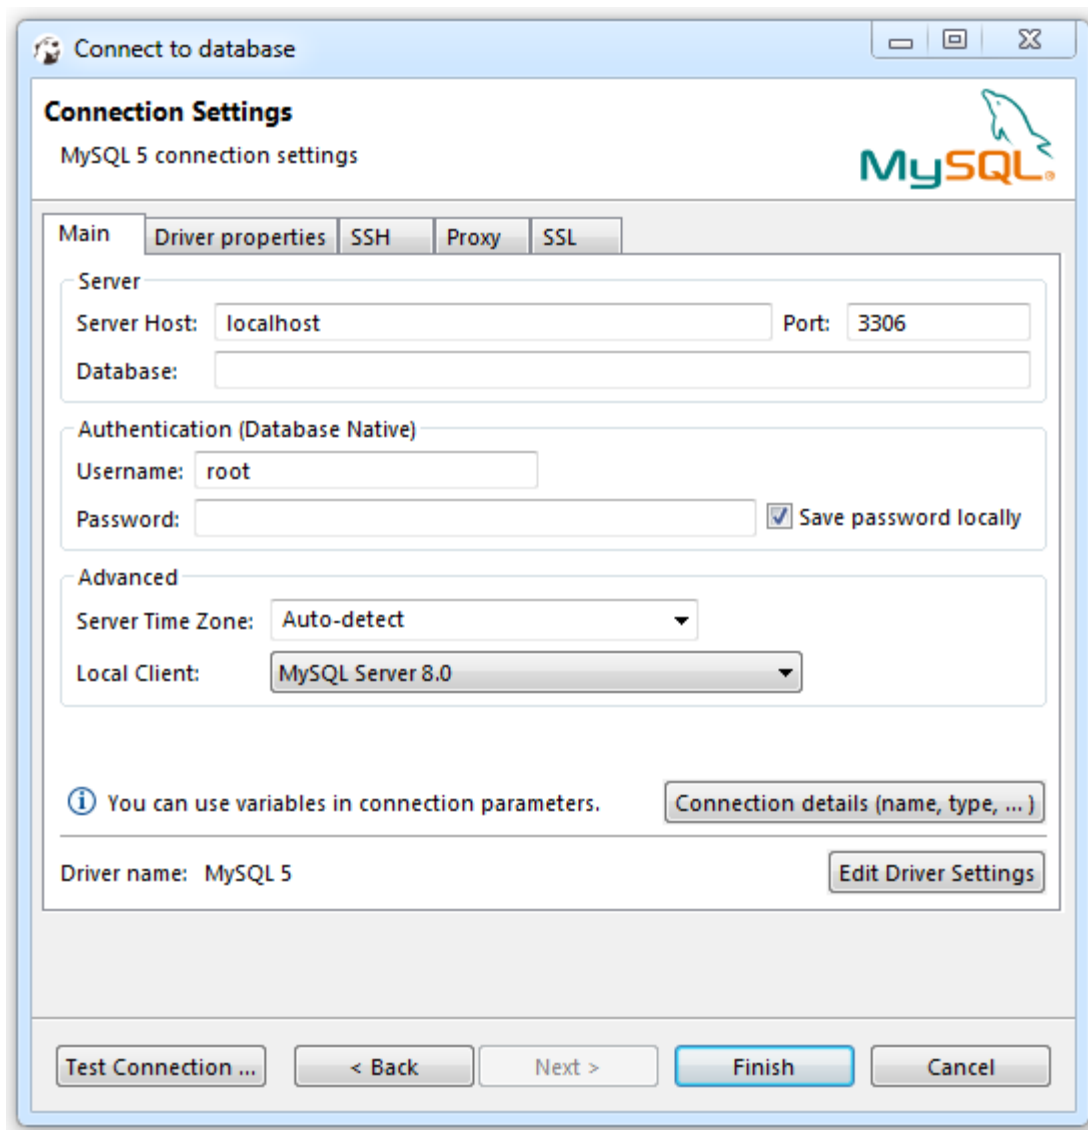 Connect to database
Connection Settings
MySQL 5 connection settings
MySQL®
Main Driver properties SSH Proxy SSL
Server
Server Host: localhost Port: 3306
Database:
Authentication (Database Native)
Username: root
Password: Save password locally
Advanced
Server Time Zone: Auto-detect
Local Client: MySQL Server 8.0
You can use variables in connection parameters. Connection details (name, type, ... )
Driver name: MySQL 5 Edit Driver Settings
Test Connection ... < Back Next > Finish Cancel